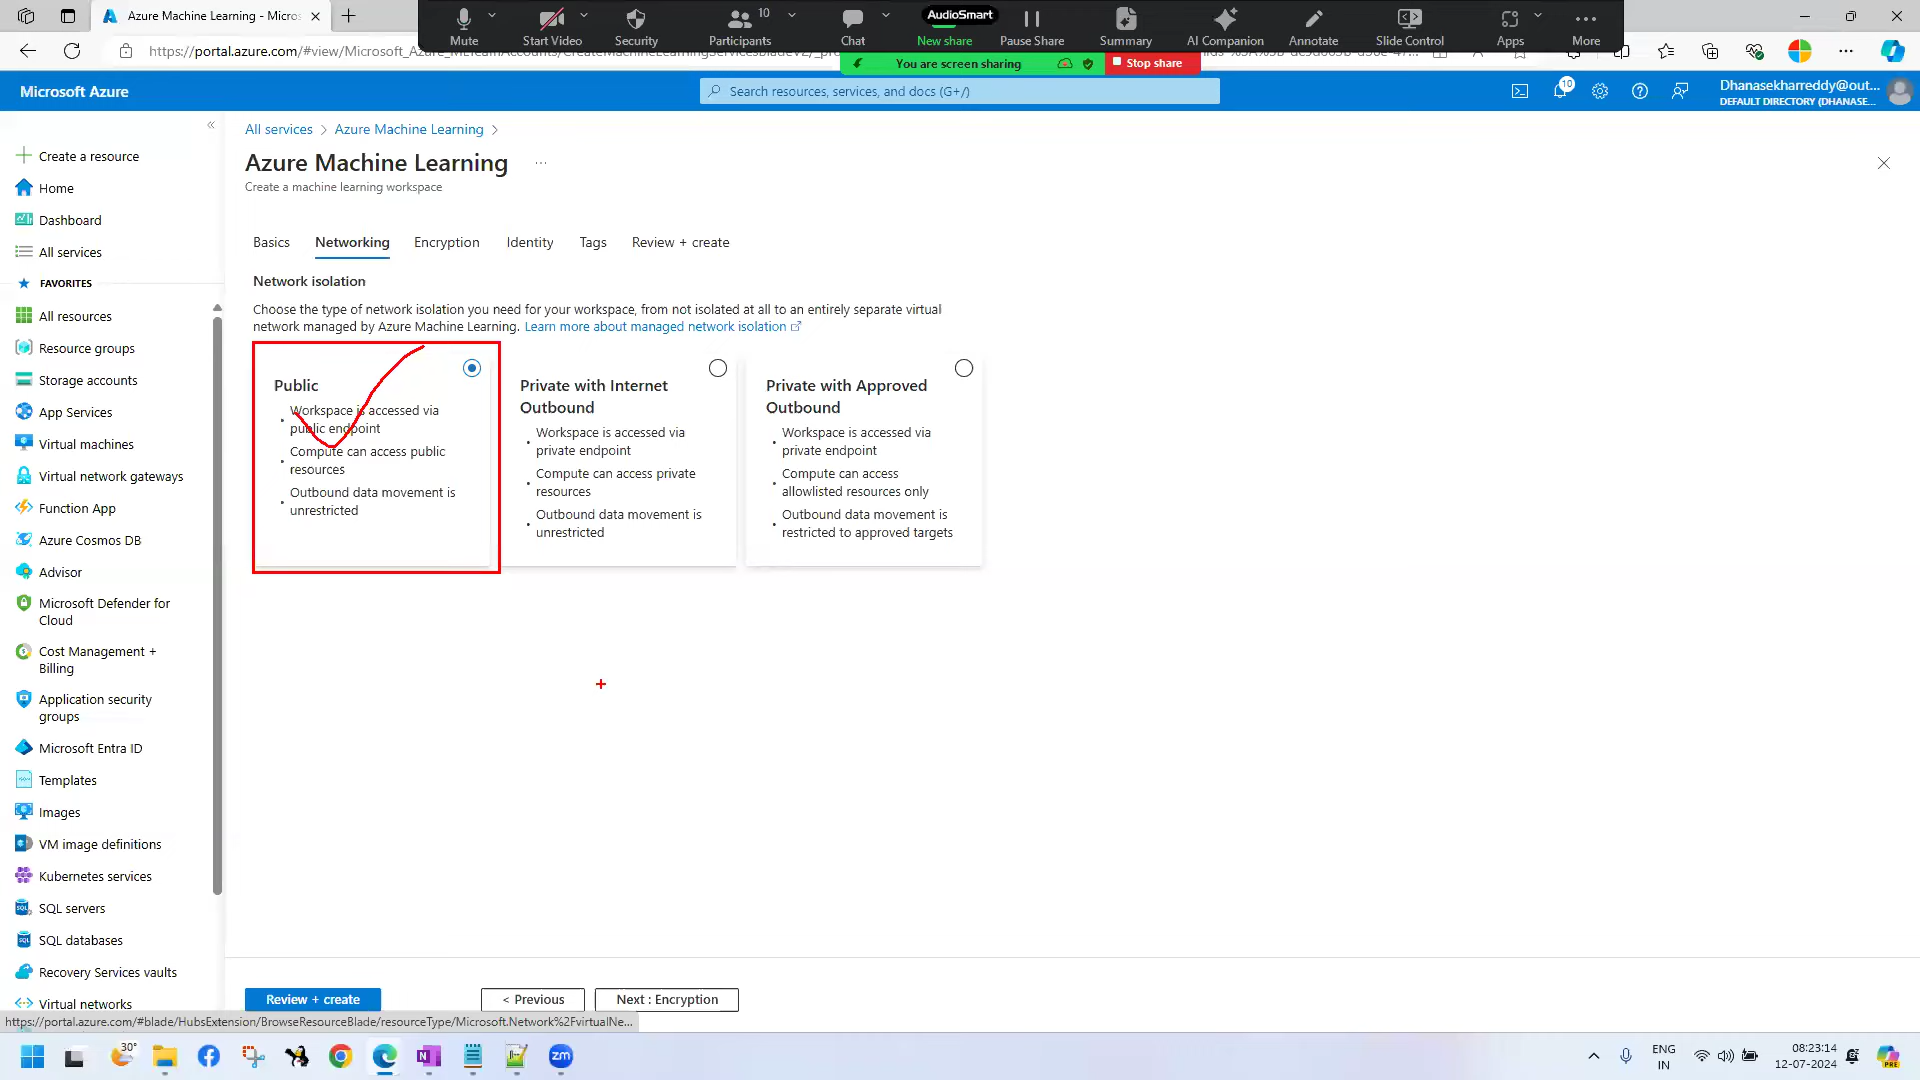 Azure Machine Learning - Micros
Mute
Start Video
Security
10
Participants
Chat
AudioSmart
New share
Pause Share
Summary
AI Companion
Annotate
Slide Control
Apps
More
You are screen sharing
Stop share
Microsoft Azure
Search resources, services, and docs (G+/)
10
Dhanasekharreddy@out...
DEFAULT DIRECTORY (DHANASE...
All services
Azure Machine Learning
Azure Machine Learning
...
Create a machine learning workspace
Create a resource
Home
Dashboard
All services
FAVORITES
All resources
Resource groups
Storage accounts
App Services
Virtual machines
Virtual network gateways
Function App
Azure Cosmos DB
Advisor
Microsoft Defender for
Cloud
Cost Management +
Billing
Application security
groups
Microsoft Entra ID
Templates
Images
VM image definitions
Kubernetes services
SQL servers
SQL databases
Recovery Services vaults
Virtual networks
Basics
Networking
Encryption
Identity
Tags
Review + create
Network isolation
Choose the type of network isolation you need for your workspace, from not isolated at all to an entirely separate virtual
network managed by Azure Machine Learning. Learn more about managed network isolation
Public
Workspace is accessed via
public endpoint
Compute can access public
resources
Outbound data movement is
unrestricted
Private with Internet
Outbound
Workspace is accessed via
private endpoint
Compute can access private
resources
Outbound data movement is
unrestricted
Private with Approved
Outbound
Workspace is accessed via
private endpoint
Compute can access
allowlisted resources only
Outbound data movement is
restricted to approved targets
Review + create
< Previous
Next : Encryption
https://portal.azure.com/#blade/HubsExtension/BrowseResourceBlade/resourceType/Microsoft.Network%2FvirtualNe...
30°
zm
ENG
IN
08:23:14
12-07-2024
PRE